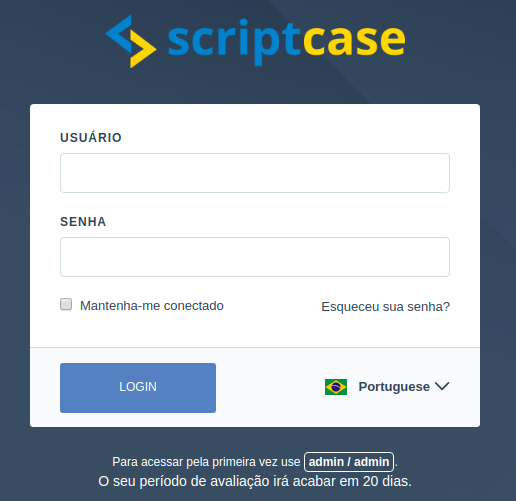 scriptcase
USUÁRIO
SENHA
Mantenha-me conectado
Esqueceu sua senha?
LOGIN
Portuguese
Para acessar pela primeira vez use admin / admin.
O seu período de avaliação irá acabar em 20 dias.